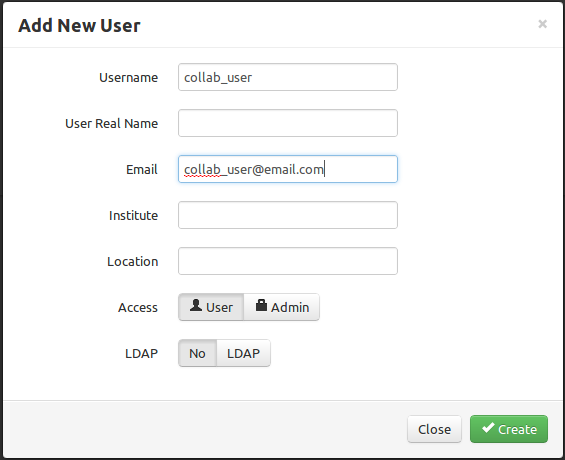 Add New User ×
Username collab_user
User Real Name
Email collab_user@email.com
Institute
Location
Access User Admin
LDAP No LDAP
Close Create